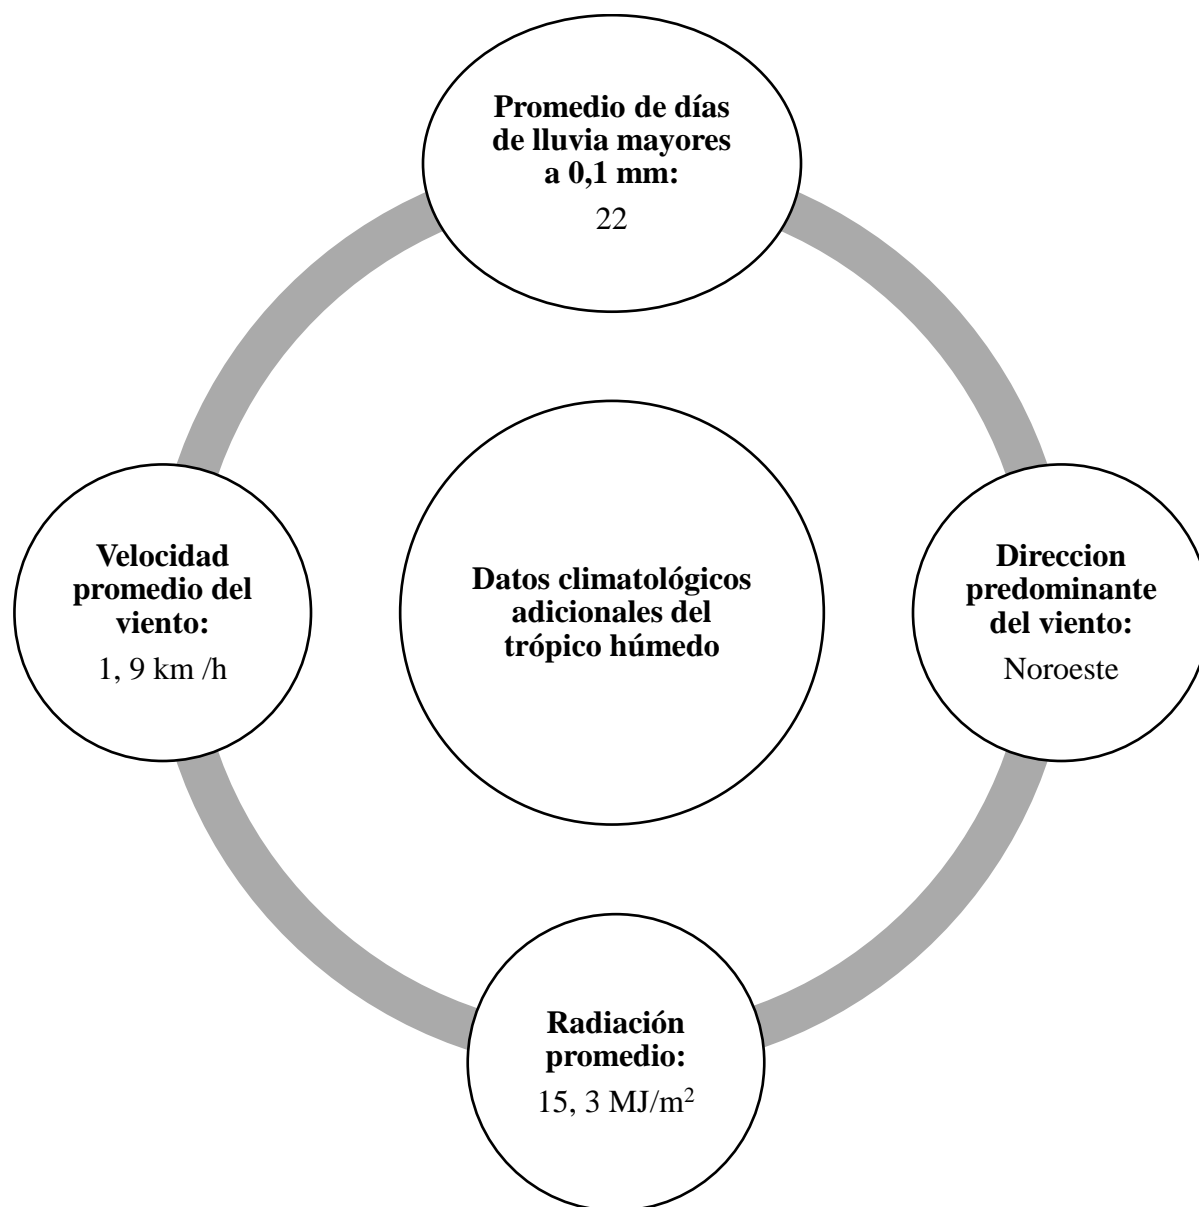 Promedio de días
de lluvia mayores
a 0,1 mm:
22
Velocidad
promedio del
viento:
1, 9 km /h
Datos climatológicos
adicionales del
trópico húmedo
Direccion
predominante
del viento:
Noroeste
Radiación
promedio:
15, 3 MJ/m²